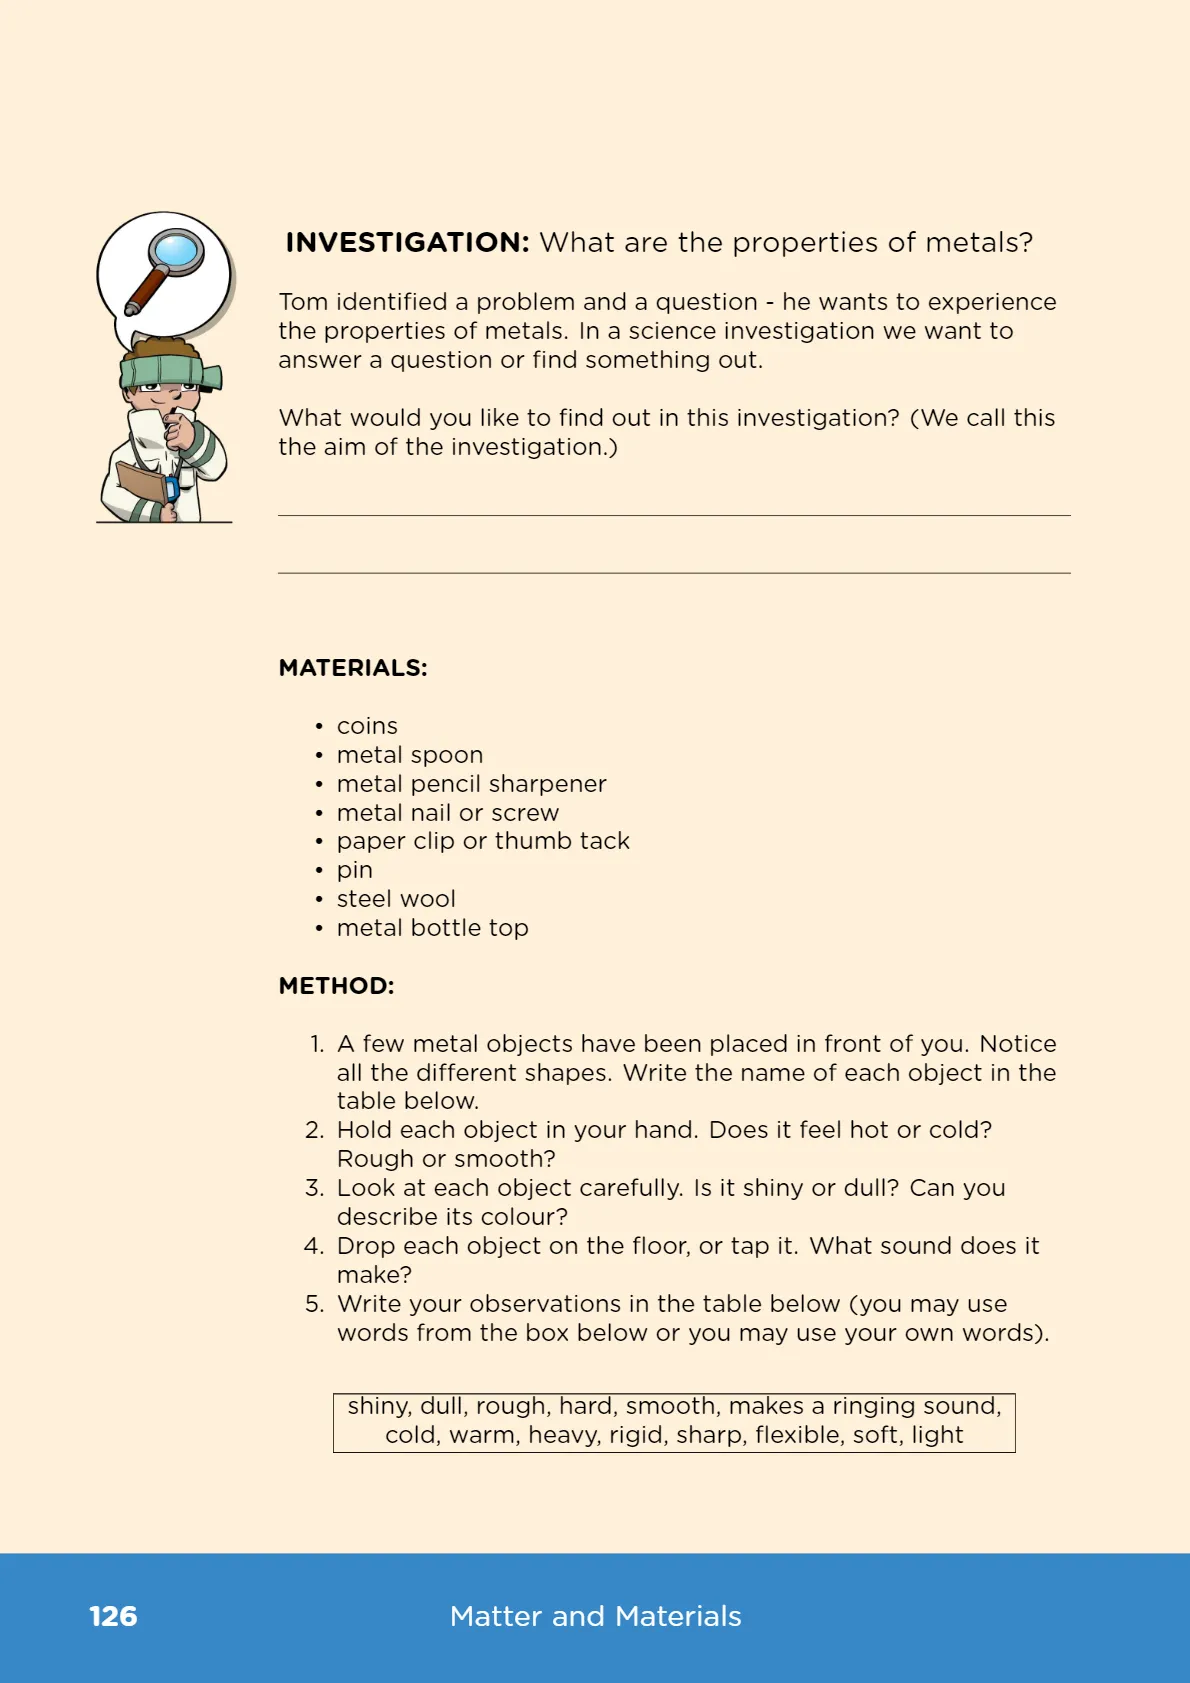 INVESTIGATION: What are the properties of metals?
Tom identified a problem and a question - he wants to experience
the properties of metals. In a science investigation we want to
answer a question or find something out.
What would you like to find out in this investigation? (We call this
the aim of the investigation.)
MATERIALS:
• coins
• metal spoon
• metal pencil sharpener
• metal nail or screw
• paper clip or thumb tack
• pin
• steel wool
• metal bottle top
METHOD:
1. A few metal objects have been placed in front of you. Notice
all the different shapes. Write the name of each object in the
table below.
2. Hold each object in your hand. Does it feel hot or cold?
Rough or smooth?
3. Look at each object carefully. Is it shiny or dull? Can you
describe its colour?
4. Drop each object on the floor, or tap it. What sound does it
make?
5. Write your observations in the table below (you may use
words from the box below or you may use your own words).
shiny, dull, rough, hard, smooth, makes a ringing sound,
cold, warm, heavy, rigid, sharp, flexible, soft, light
126 Matter and Materials